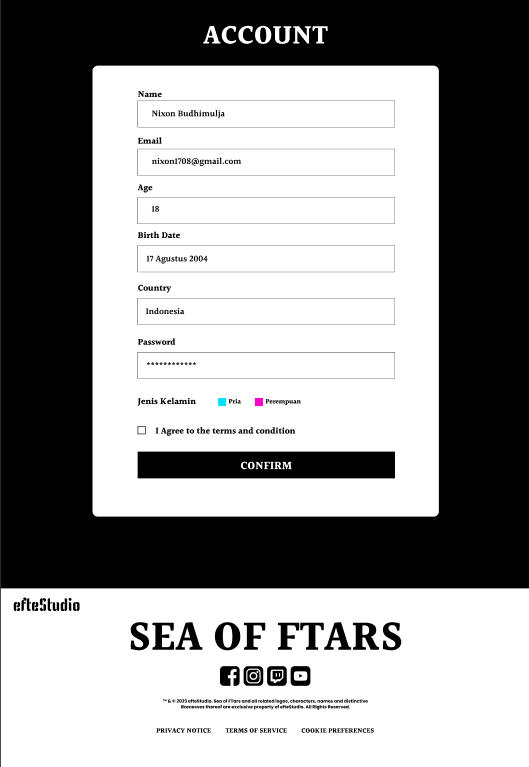 ACCOUNT
Name
Nixon Budhimulja
Email
nixon1708@gmail.com
Age
18
Birth Date
17 Agustus 2004
Country
Indonesia
Password
************
Jenis Kelamin Pria Perempuan
I Agree to the terms and condition
CONFIRM
efteStudio
SEA OF FTARS
™ & © 2023 efteStudio. Sea of FTars and all related logos, characters, names and distinctive
likenesses thereof are exclusive property of efteStudio. All Rights Reserved.
PRIVACY NOTICE TERMS OF SERVICE COOKIE PREFERENCES